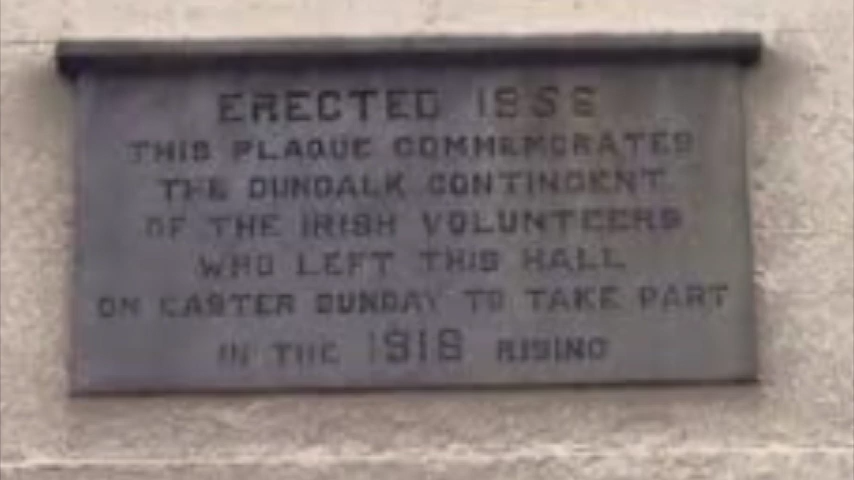 ERECTED 1956
THIS PLAQUE COMMEMORATES
THE DUNDALK CONTINGENT
OF THE IRISH VOLUNTEERS
WHO LEFT THIS HALL
ON EASTER SUNDAY TO TAKE PART
IN THE 1916 RISING